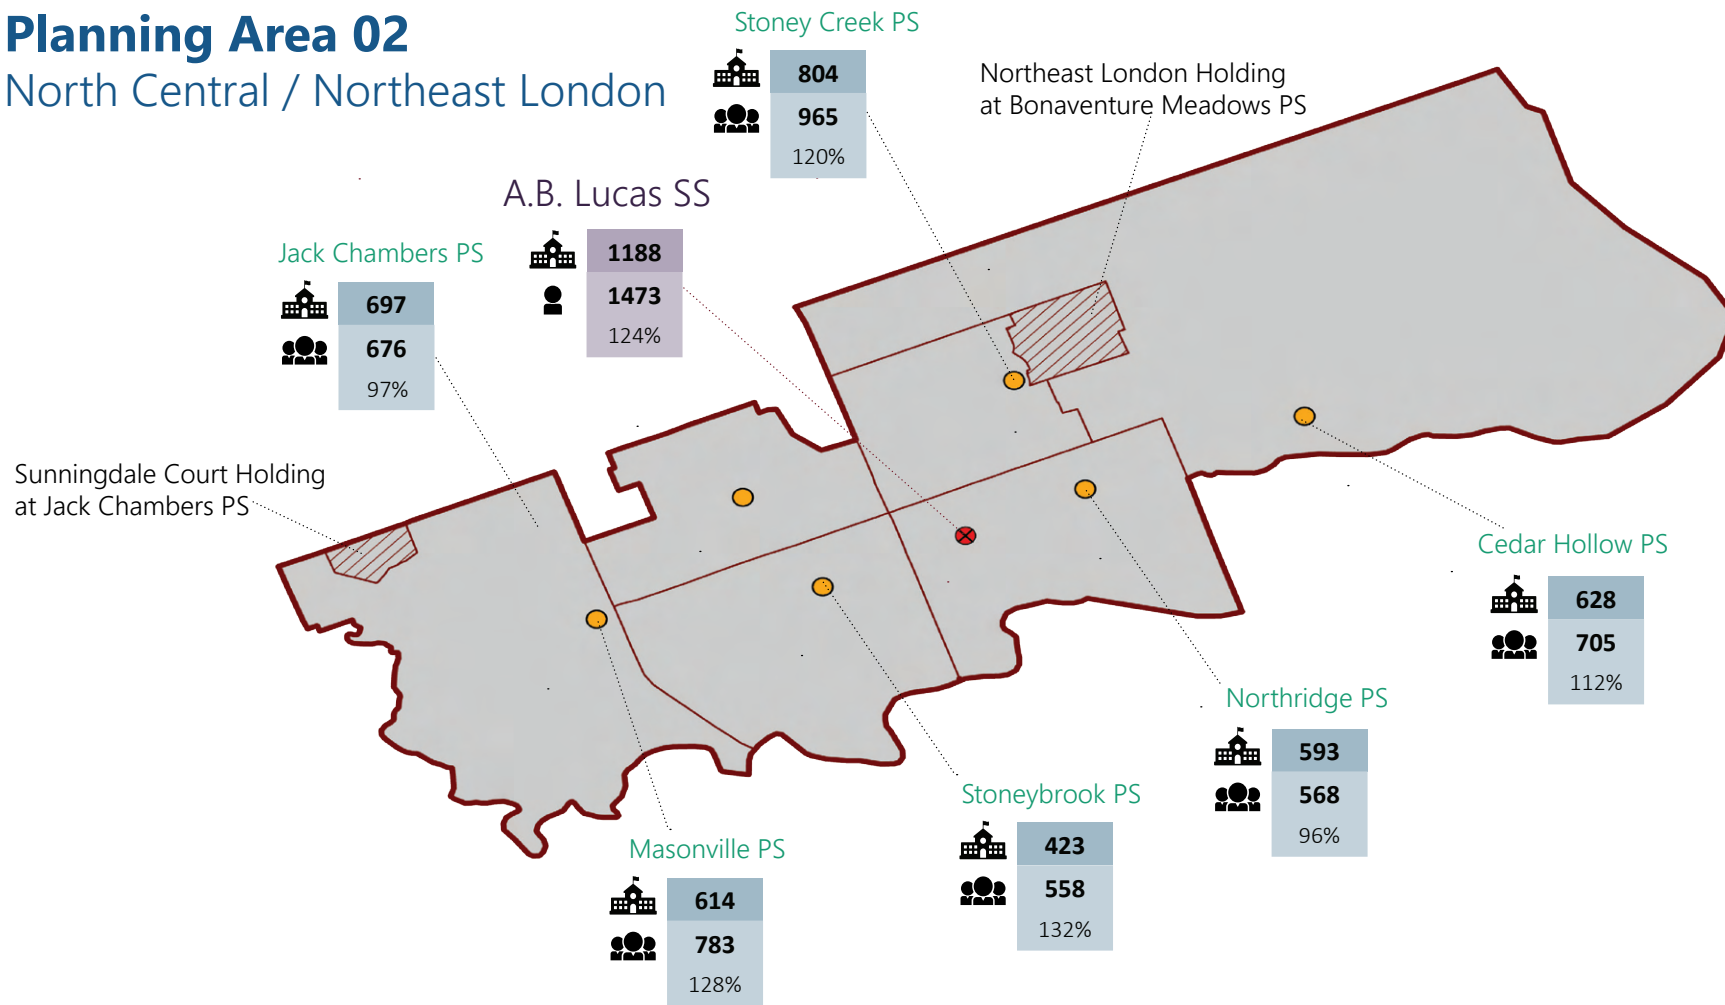 Planning Area 02
North Central / Northeast London
Stoney Creek PS
804
965
120%
Northeast London Holding
at Bonaventure Meadows PS
A.B. Lucas SS
1188
1473
124%
Jack Chambers PS
697
676
97%
Sunningdale Court Holding
at Jack Chambers PS
Cedar Hollow PS
628
705
112%
Northridge PS
593
568
96%
Stoneybrook PS
423
558
132%
Masonville PS
614
783
128%